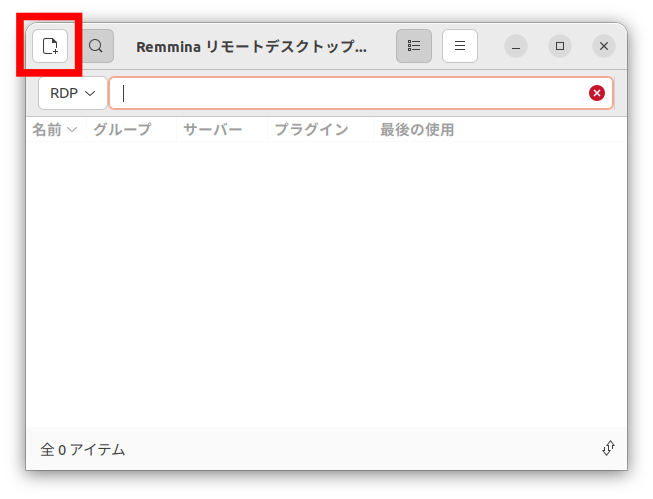 Remmina リモートデスクトップ...
RDP
名前 グループ サーバー プラグイン 最後の使用
全 0 アイテム